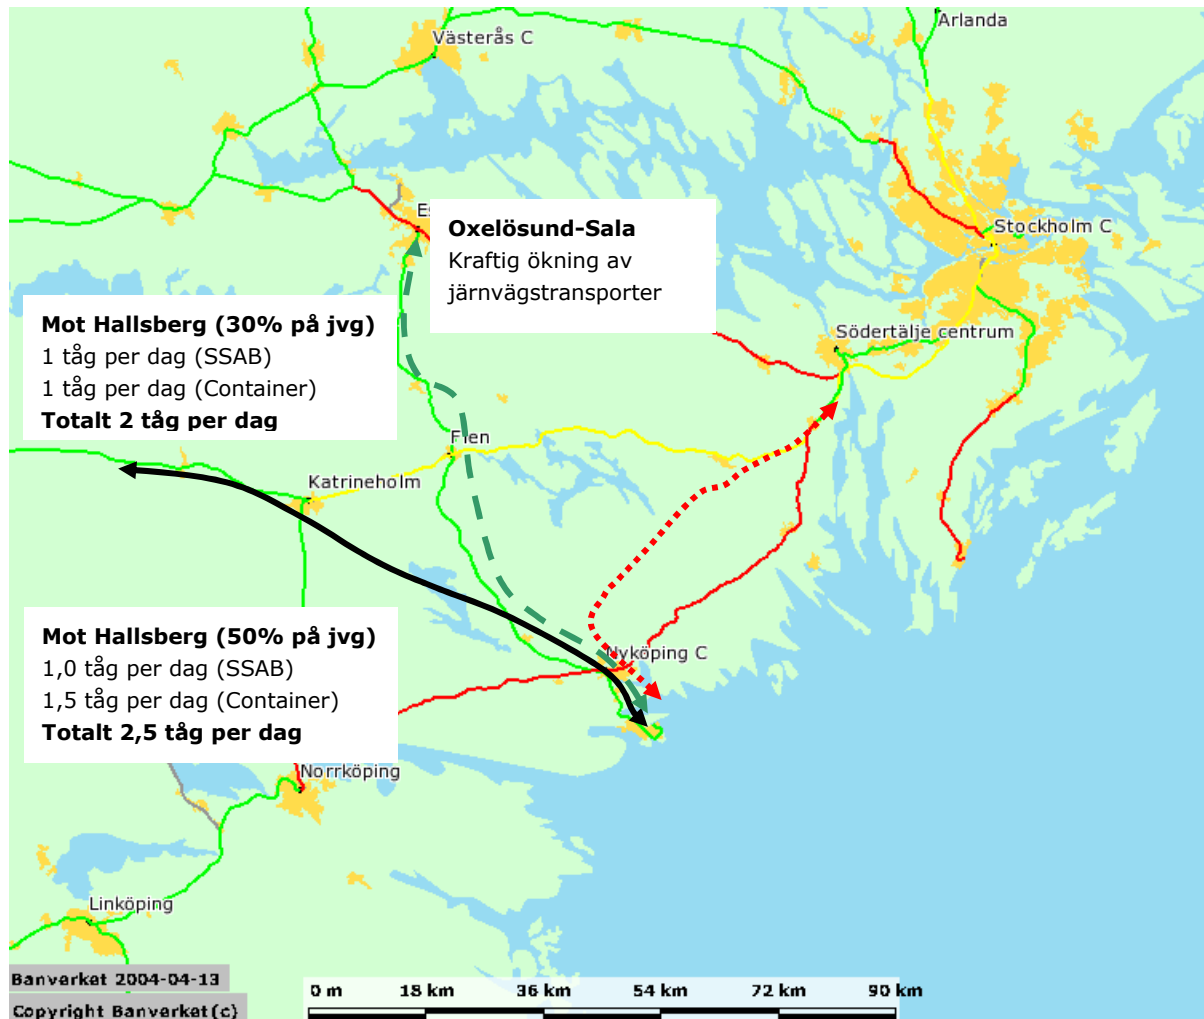 Arlanda
Västerås C
Stockholm C
Oxelösund-Sala
Kraftig ökning av
järnvägstransporter
Mot Hallsberg (30% på jvg)
1 tåg per dag (SSAB)
1 tåg per dag (Container)
Totalt 2 tåg per dag
Södertälje centrum
Flen
Katrineholm
Mot Hallsberg (50% på jvg)
1,0 tåg per dag (SSAB)
1,5 tåg per dag (Container)
Totalt 2,5 tåg per dag
Nyköping C
Norrköping
Linköping
Banverket 2004-04-13
Copyright Banverket(c)
0 m 18 km 36 km 54 km 72 km 90 km